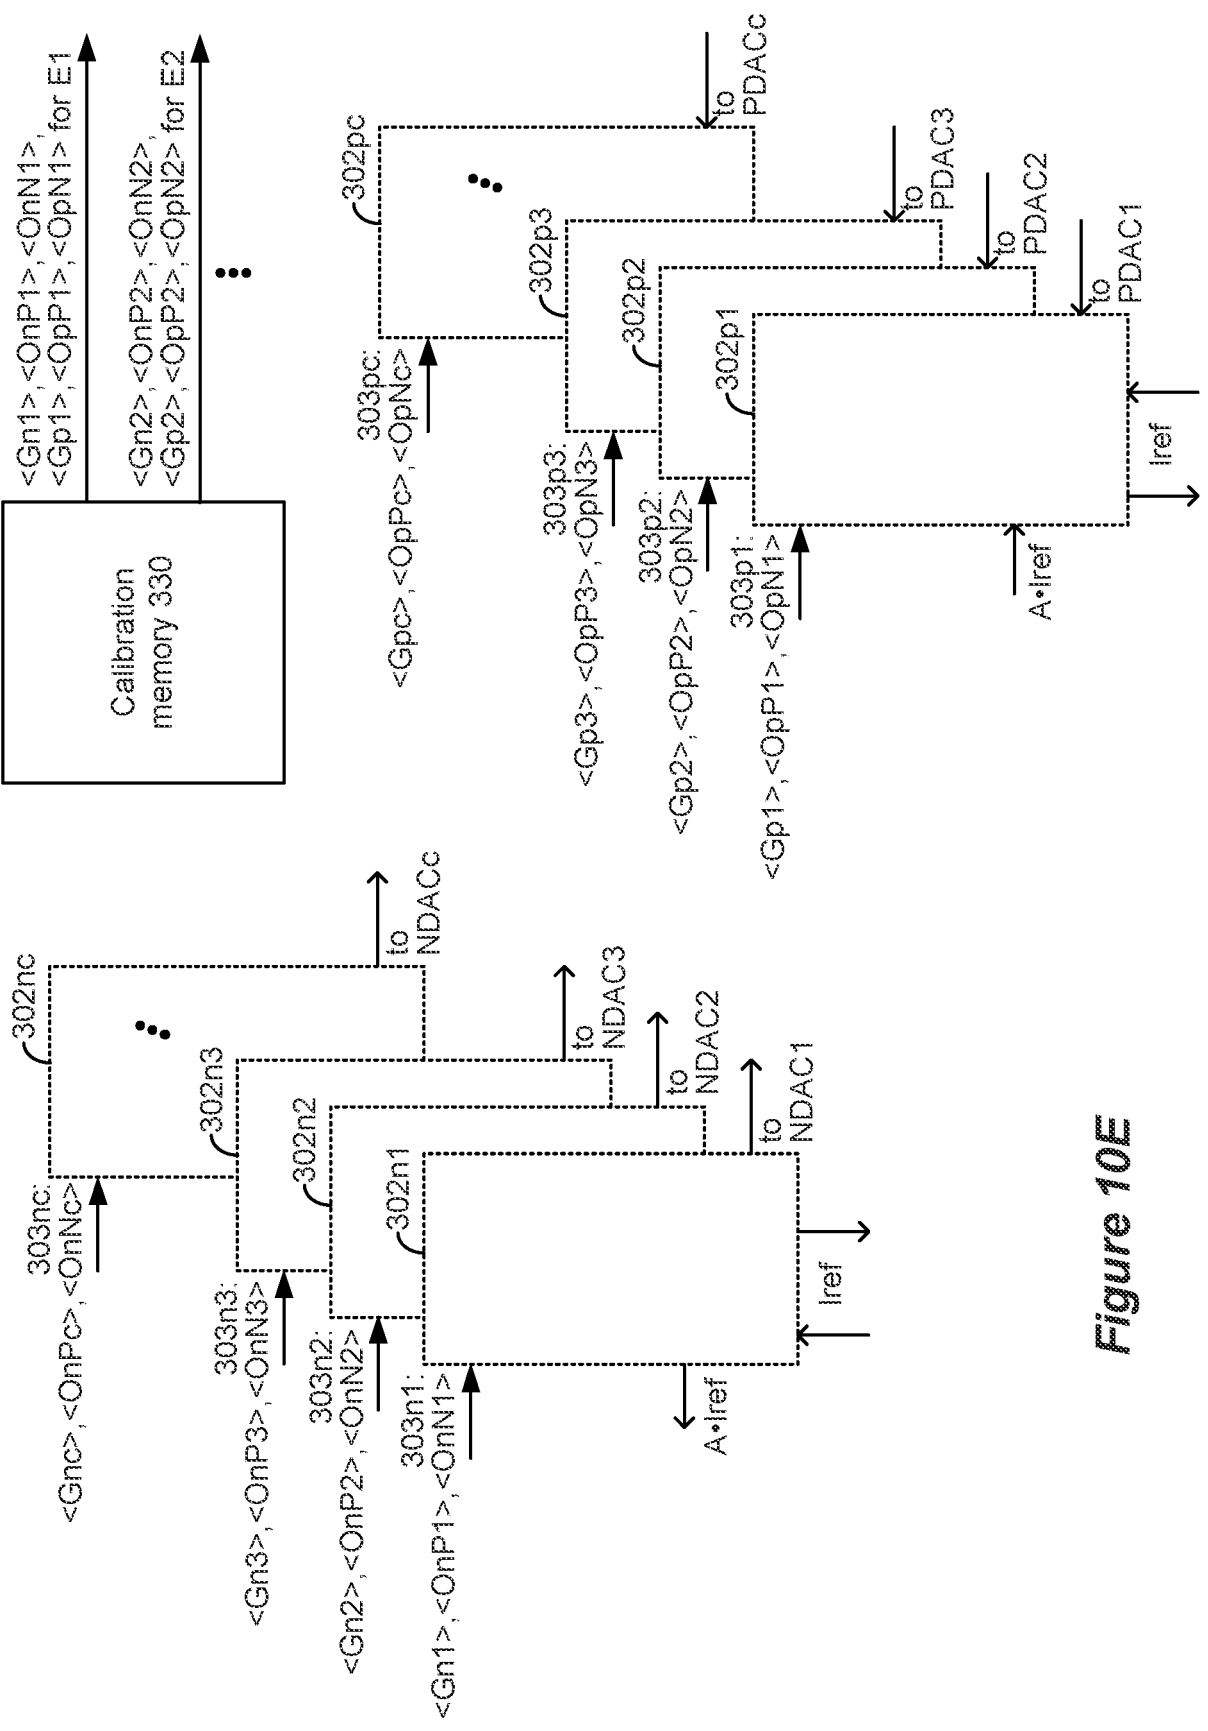 Calibration
memory 330
<Gn1>, <OnP1>, <OnN1>,
<Gp1>, <OpP1>, <OpN1> for E1
<Gn2>, <OnP2>, <OnN2>,
<Gp2>, <OpP2>, <OpN2> for E2
302nc
303nc:
<Gnc>, <OnPc>, <OnNc>
to
NDACc
302n3
303n3:
<Gn3>, <OnP3>, <OnN3>
to
NDAC3
302n2
303n2:
<Gn2>, <OnP2>, <OnN2>
to
NDAC2
302n1
303n1:
<Gn1>, <OnP1>, <OnN1>
to
NDAC1
A•Iref
Iref
302pc
303pc:
<Gpc>, <OpPc>, <OpNc>
to
PDACc
302p3
303p3:
<Gp3>, <OpP3>, <OpN3>
to
PDAC3
302p2
303p2:
<Gp2>, <OpP2>, <OpN2>
to
PDAC2
302p1
303p1:
<Gp1>, <OpP1>, <OpN1>
to
PDAC1
A•Iref
Iref
Figure 10E